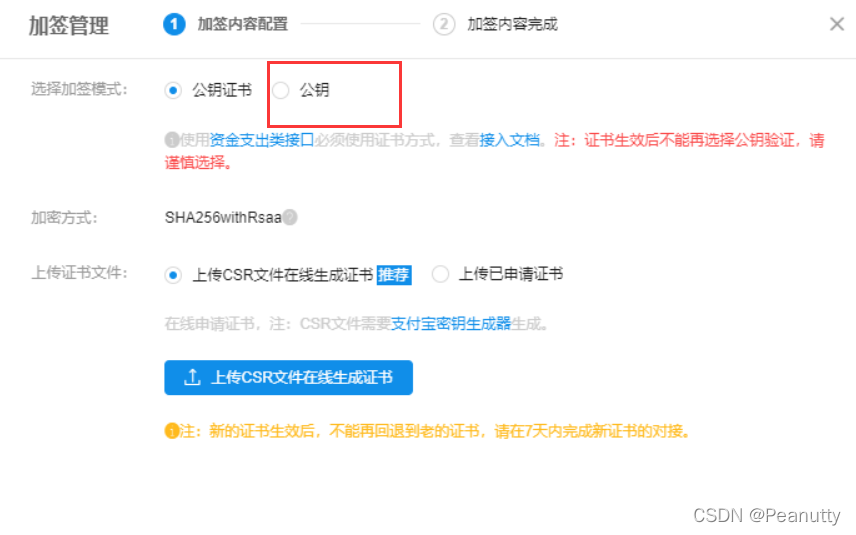 加签管理 1 加签内容配置 2 加签内容完成
选择加签模式： 公钥证书 公钥
使用资金支出类接口必须使用证书方式，查看接入文档。注：证书生效后不能再选择公钥验证，请
谨慎选择。
加密方式： SHA256withRsaa?
上传证书文件： 上传CSR文件在线生成证书 推荐 上传已申请证书
在线申请证书，注：CSR文件需要支付宝密钥生成器生成。
上传CSR文件在线生成证书
注：新的证书生效后，不能再回退到老的证书，请在7天内完成新证书的对接。
CSDN @Peanutty